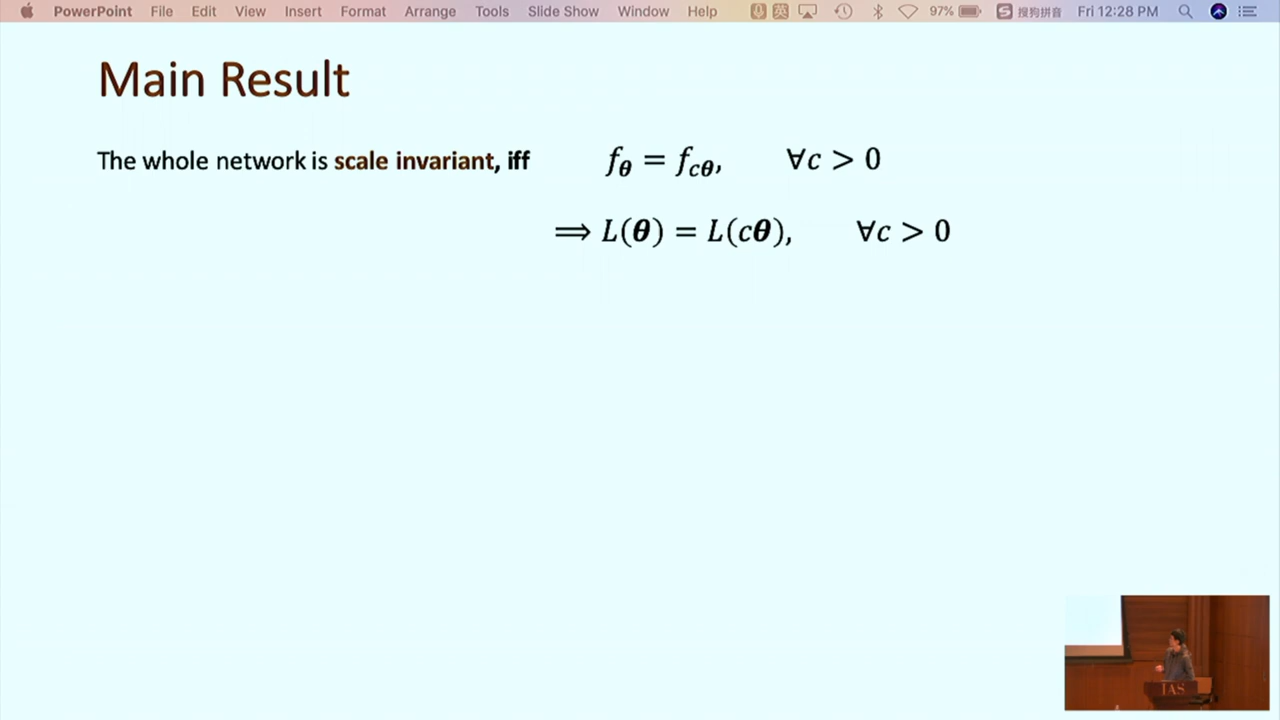 PowerPoint File Edit View Insert Format Arrange Tools Slide Show Window Help 英 97% 搜狗拼音 Fri 12:28 PM
Main Result
The whole network is scale invariant, iff f_θ = f_cθ, ∀c > 0
⟹ L(θ) = L(cθ), ∀c > 0
IAS